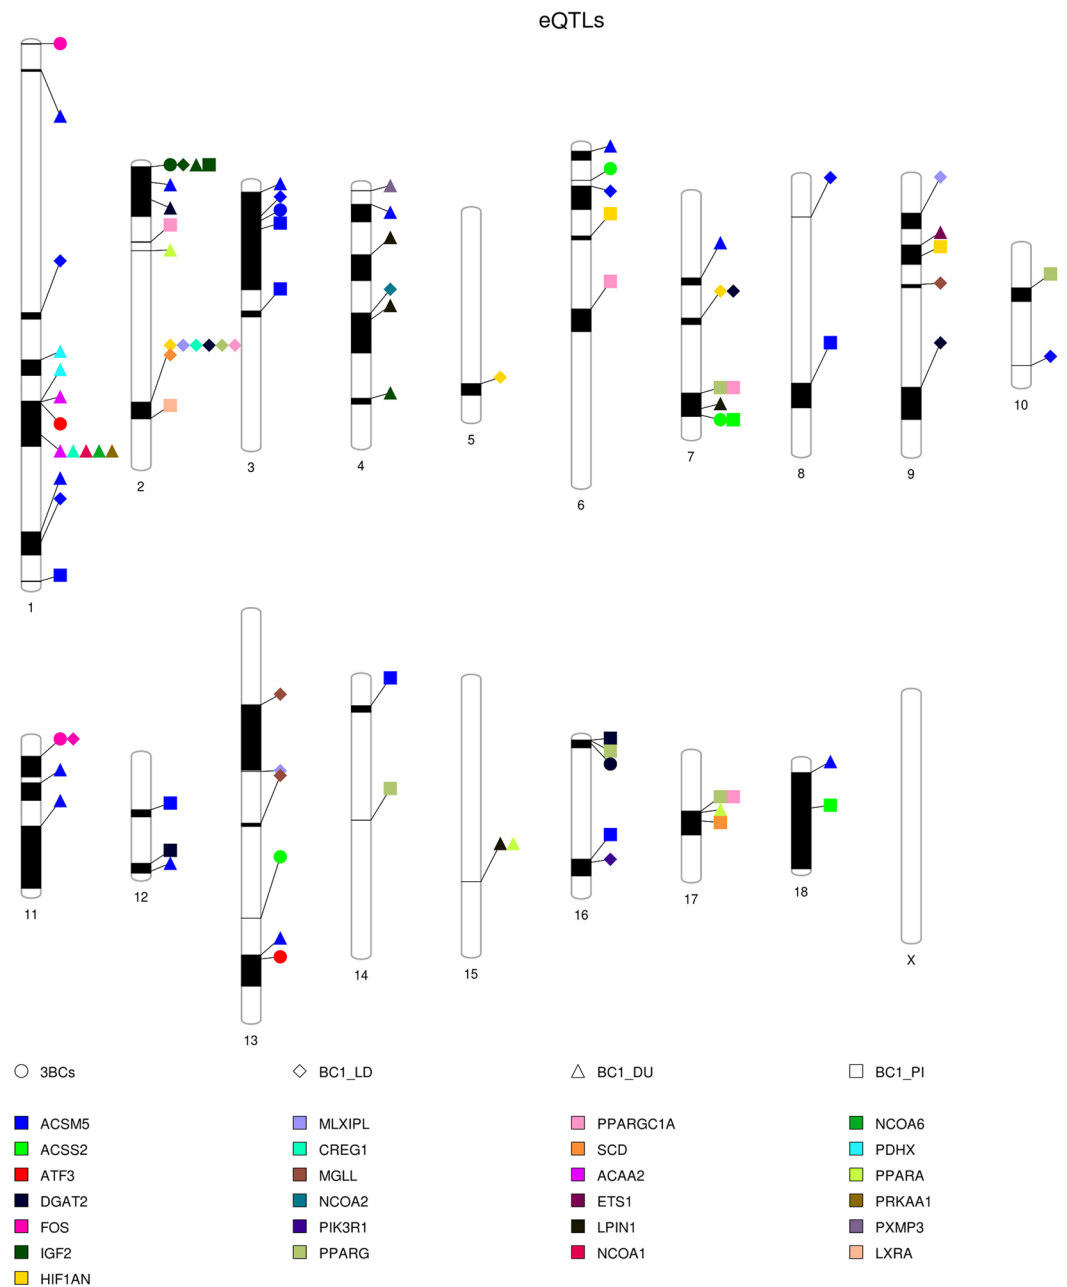 eQTLs
1
2
3
4
5
6
7
8
9
10
11
12
13
14
15
16
17
18
X
3BCs BC1_LD BC1_DU BC1_PI
ACSM5 MLXIPL PPARGC1A NCOA6
ACSS2 CREG1 SCD PDHX
ATF3 MGLL ACAA2 PPARA
DGAT2 NCOA2 ETS1 PRKAA1
FOS PIK3R1 LPIN1 PXMP3
IGF2 PPARG NCOA1 LXRA
HIF1AN